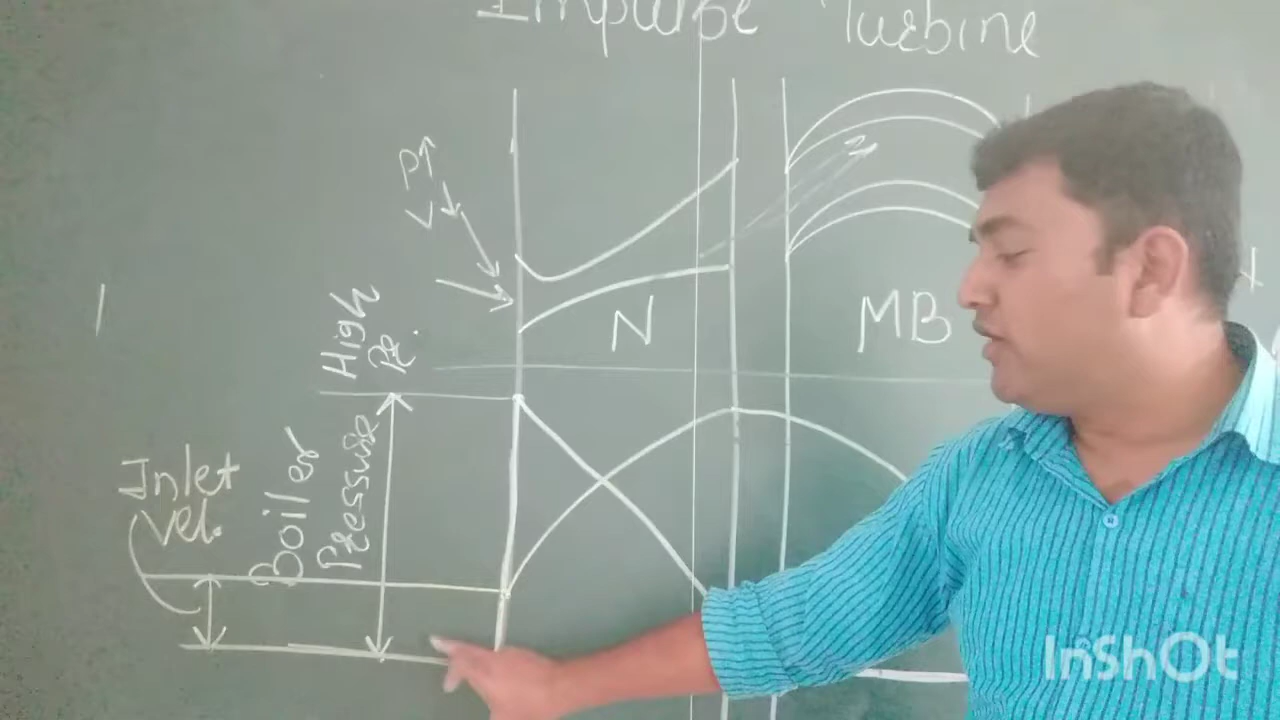 Impulse Turbine
P↑
V↓
High
Pr.
N
MB
Inlet
Vel.
Boiler
Pressure
InShOt